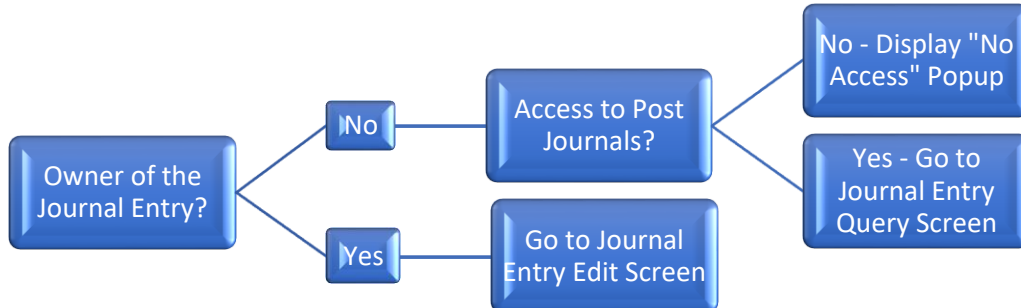 Owner of the
Journal Entry?
No
Yes
Access to Post
Journals?
Go to Journal
Entry Edit Screen
No - Display "No
Access" Popup
Yes - Go to
Journal Entry
Query Screen